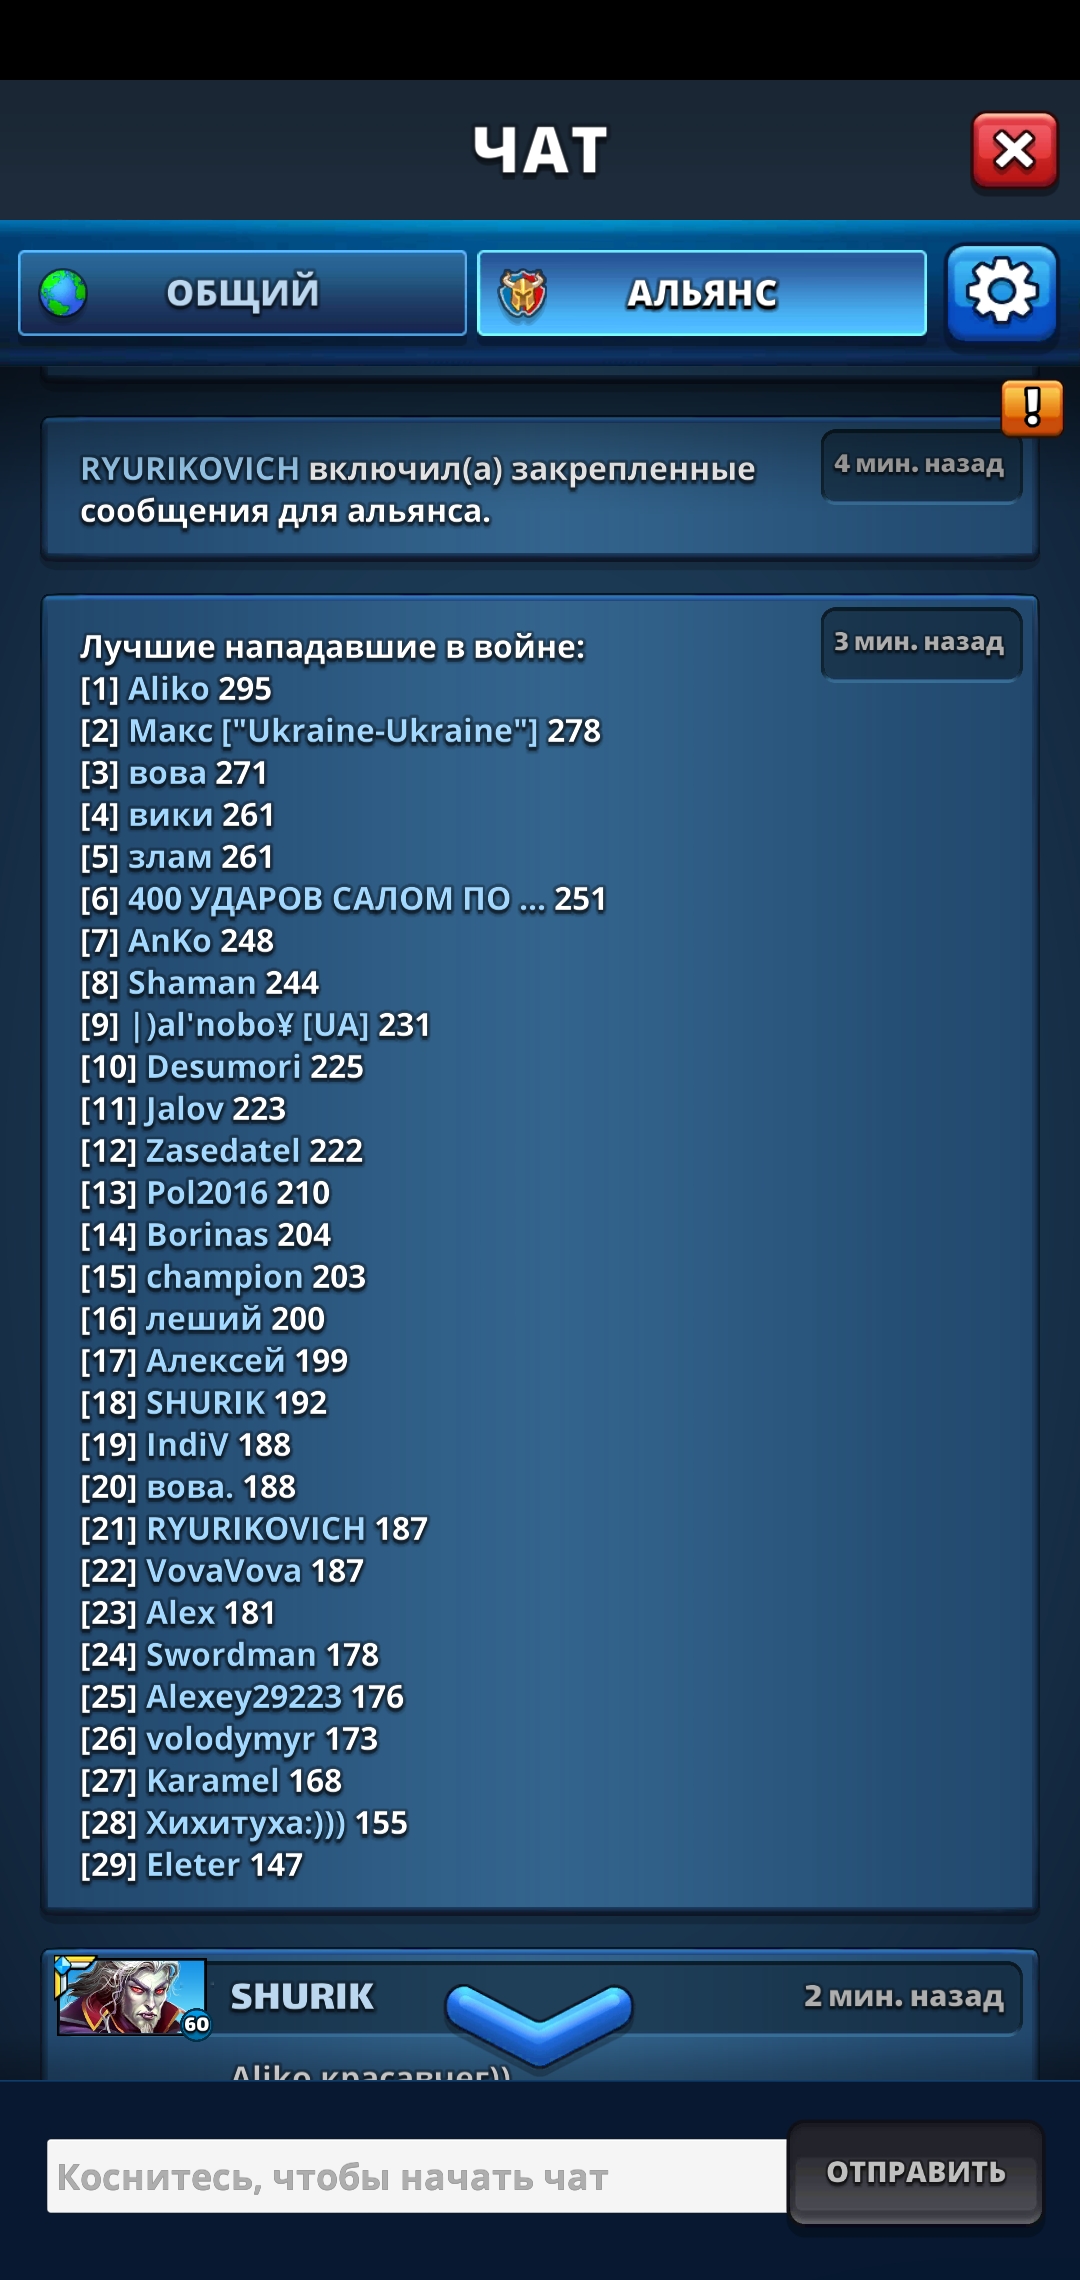 ЧАТ
ОБЩИЙ
АЛЬЯНС
!
RYURIKOVICH включил(а) закрепленные
сообщения для альянса.
4 мин. назад
Лучшие нападавшие в войне:
3 мин. назад
[1] Aliko 295
[2] Макс ["Ukraine-Ukraine"] 278
[3] вова 271
[4] вики 261
[5] злам 261
[6] 400 УДАРОВ САЛОМ ПО ... 251
[7] AnKo 248
[8] Shaman 244
[9] |)al'nobo¥ [UA] 231
[10] Desumori 225
[11] Jalov 223
[12] Zasedatel 222
[13] Pol2016 210
[14] Borinas 204
[15] champion 203
[16] леший 200
[17] Алексей 199
[18] SHURIK 192
[19] IndiV 188
[20] вова. 188
[21] RYURIKOVICH 187
[22] VovaVova 187
[23] Alex 181
[24] Swordman 178
[25] Alexey29223 176
[26] volodymyr 173
[27] Karamel 168
[28] Хихитуха:))) 155
[29] Eleter 147
60
SHURIK
2 мин. назад
Aliko красавчег))
Коснитесь, чтобы начать чат
ОТПРАВИТЬ